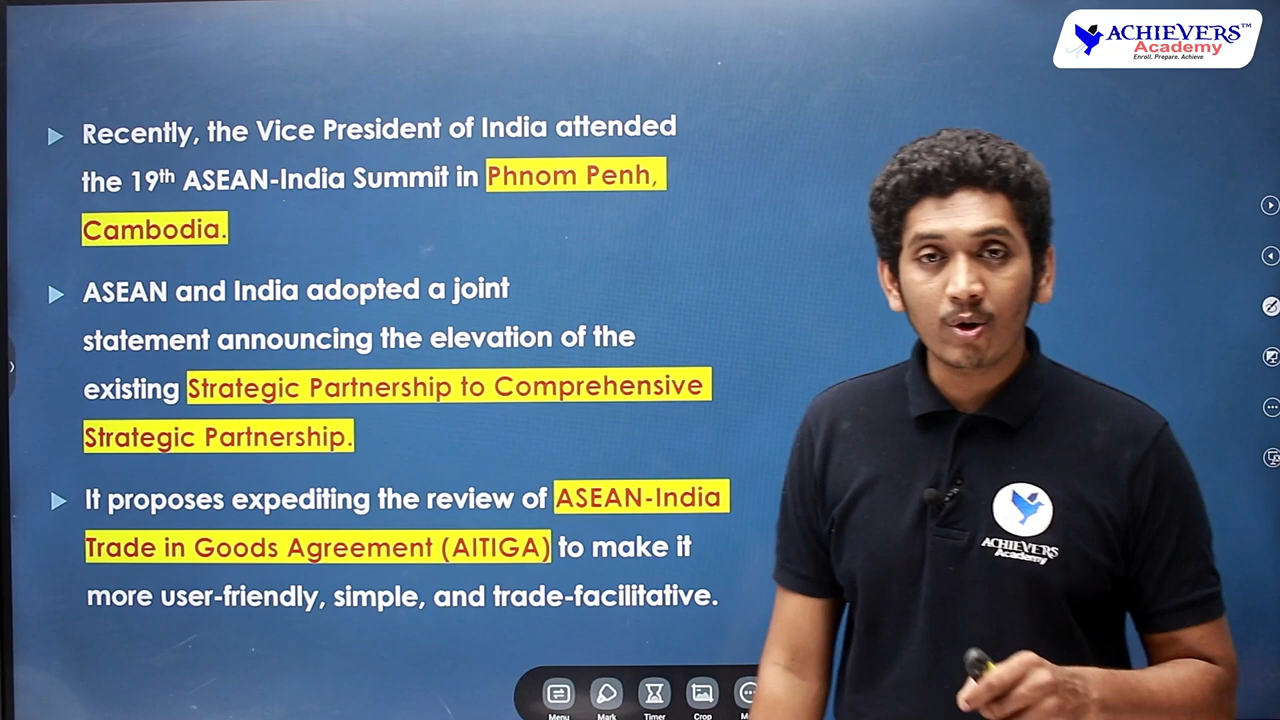 ACHIEVERS™
Academy
Enroll. Prepare. Achieve
Recently, the Vice President of India attended
the 19th ASEAN-India Summit in Phnom Penh,
Cambodia.
ASEAN and India adopted a joint
statement announcing the elevation of the
existing Strategic Partnership to Comprehensive
Strategic Partnership.
It proposes expediting the review of ASEAN-India
Trade in Goods Agreement (AITIGA) to make it
more user-friendly, simple, and trade-facilitative.
ACHIEVERS
Academy
Menu Mark Timer Crop